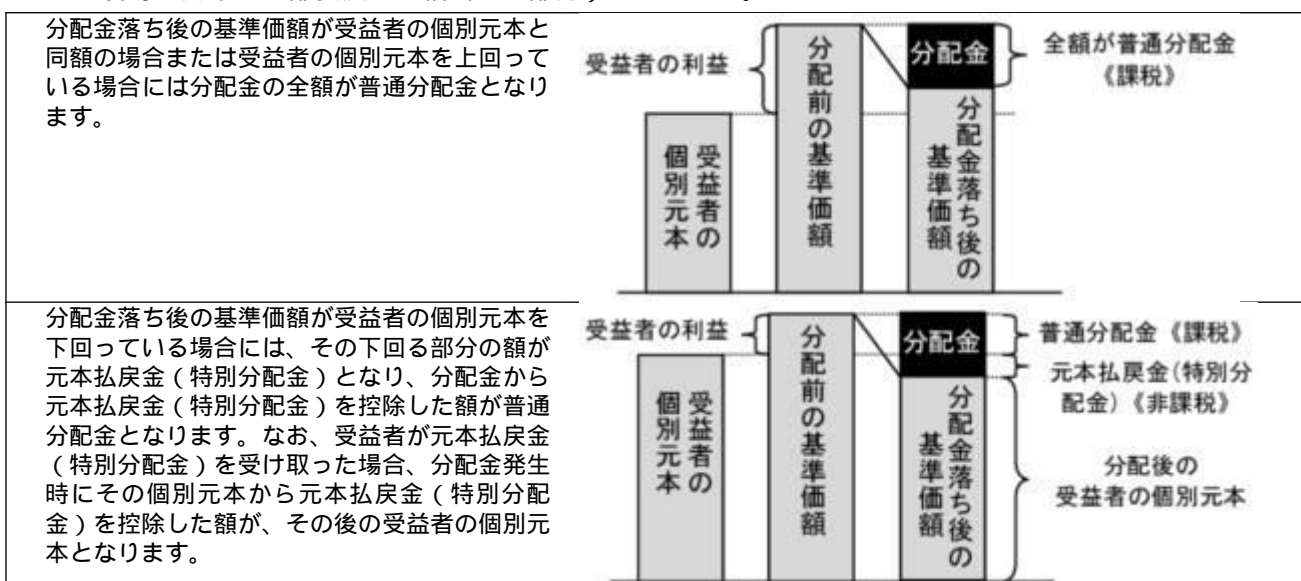 分配金落ち後の基準価額が受益者の個別元本と
同額の場合または受益者の個別元本を上回って
いる場合には分配金の全額が普通分配金となり
ます。
受益者の利益
受益者の
個別元本
分配前の基準価額
分配金
分配金落ち後の
基準価額
全額が普通分配金
《課税》
分配金落ち後の基準価額が受益者の個別元本を
下回っている場合には、その下回る部分の額が
元本払戻金(特別分配金)となり、分配金から
元本払戻金(特別分配金)を控除した額が普通
分配金となります。なお、受益者が元本払戻金
(特別分配金)を受け取った場合、分配金発生
時にその個別元本から元本払戻金(特別分配
金)を控除した額が、その後の受益者の個別元
本となります。
受益者の利益
受益者の
個別元本
分配前の基準価額
分配金
分配金落ち後の
基準価額
普通分配金《課税》
元本払戻金(特別分
配金)《非課税》
分配後の
受益者の個別元本